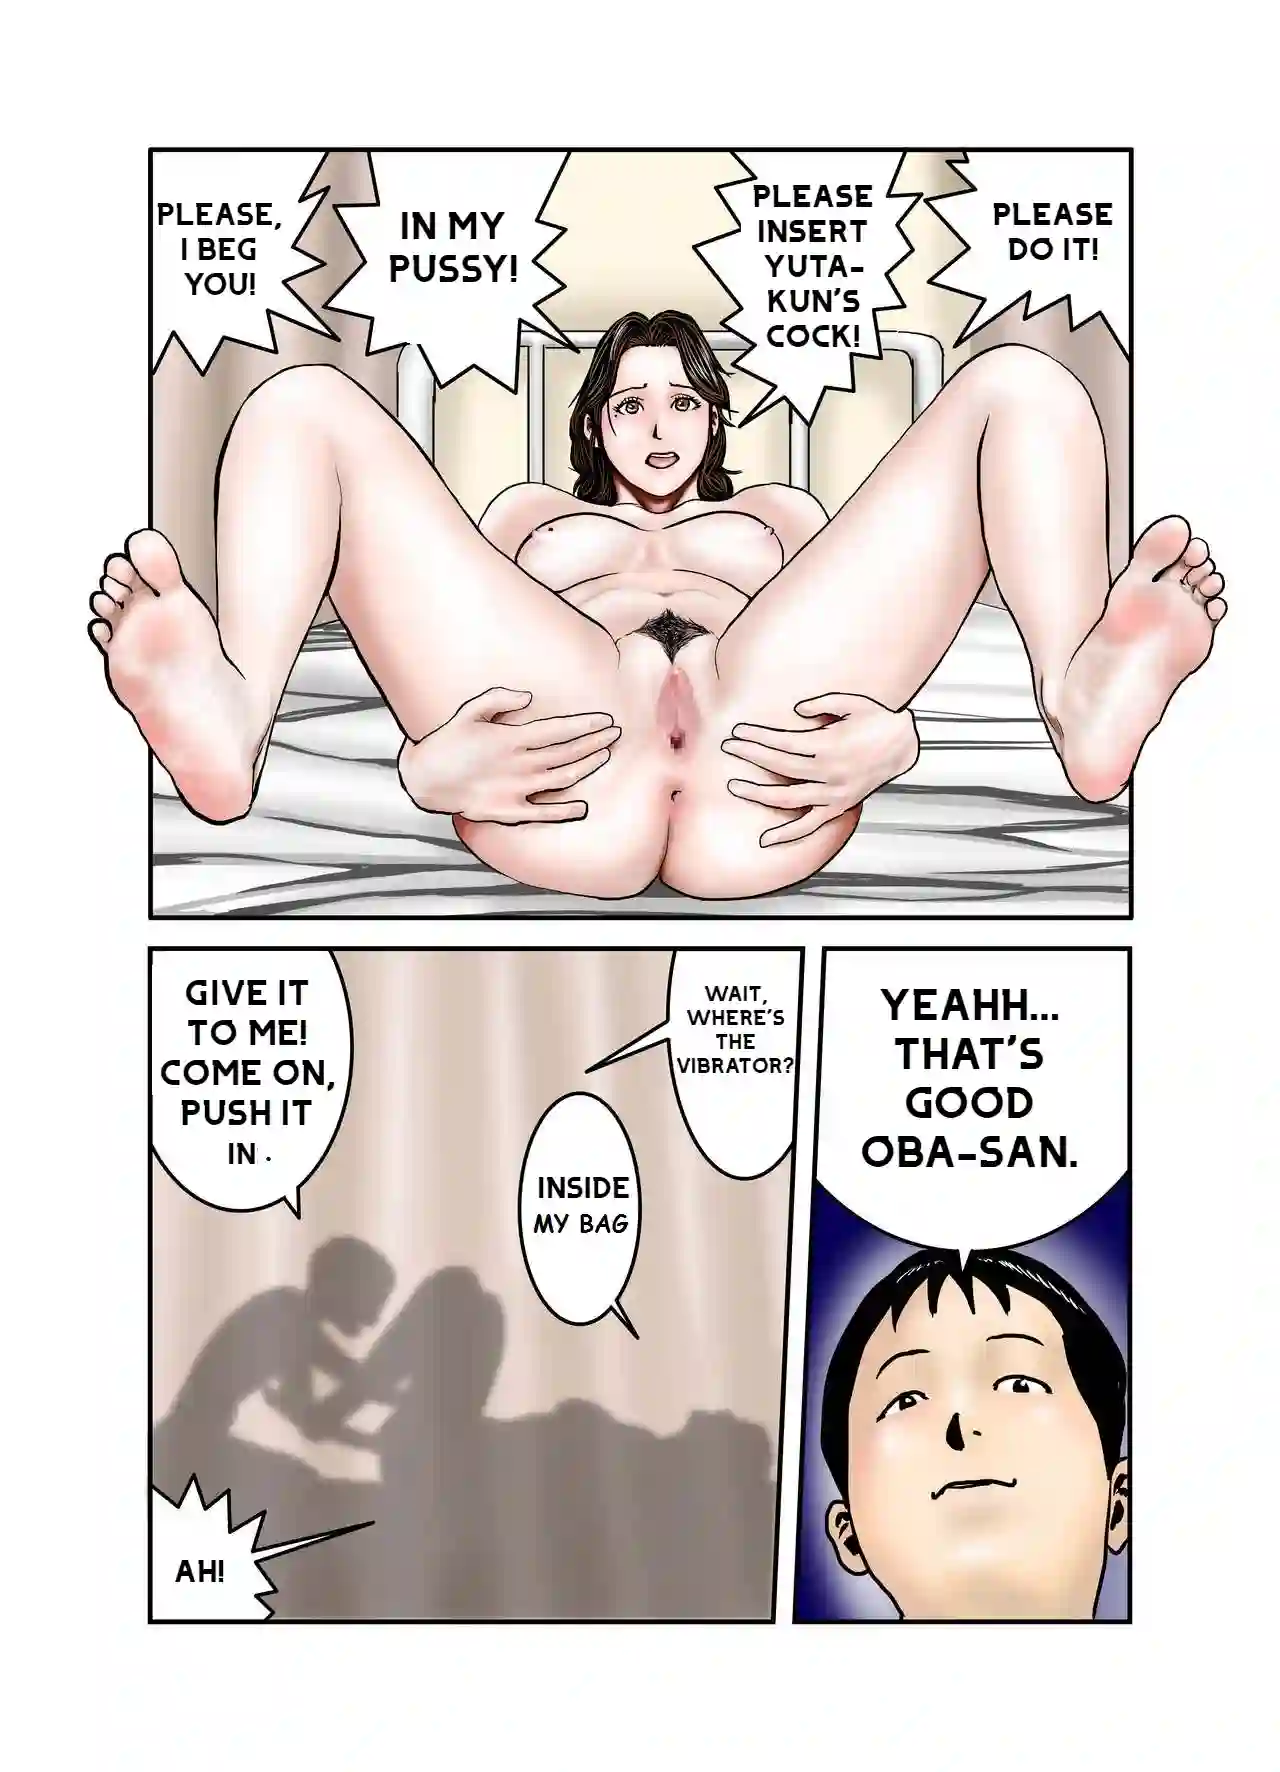 PLEASE,
I BEG
YOU!
IN MY
PUSSY!
PLEASE
INSERT
YUTA-
KUN'S
COCK!
PLEASE
DO IT!
GIVE IT
TO ME!
COME ON,
PUSH IT
IN .
WAIT,
WHERE'S
THE
VIBRATOR?
INSIDE
MY BAG
AH!
YEAHH...
THAT'S
GOOD
OBA-SAN.